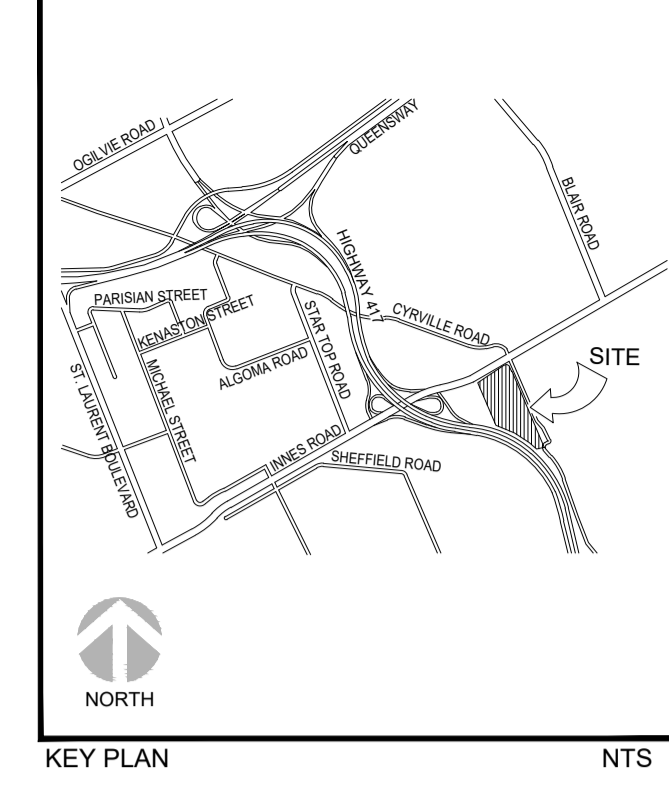 OGILVIE ROAD
QUEENSWAY
BLAIR ROAD
HIGHWAY 417
PARISIAN STREET
KENASTON STREET
CYRVILLE ROAD
STAR TOP ROAD
SITE
ALGOMA ROAD
MICHAEL STREET
ST. LAURENT BOULEVARD
INNES ROAD
SHEFFIELD ROAD
NORTH
KEY PLAN
NTS